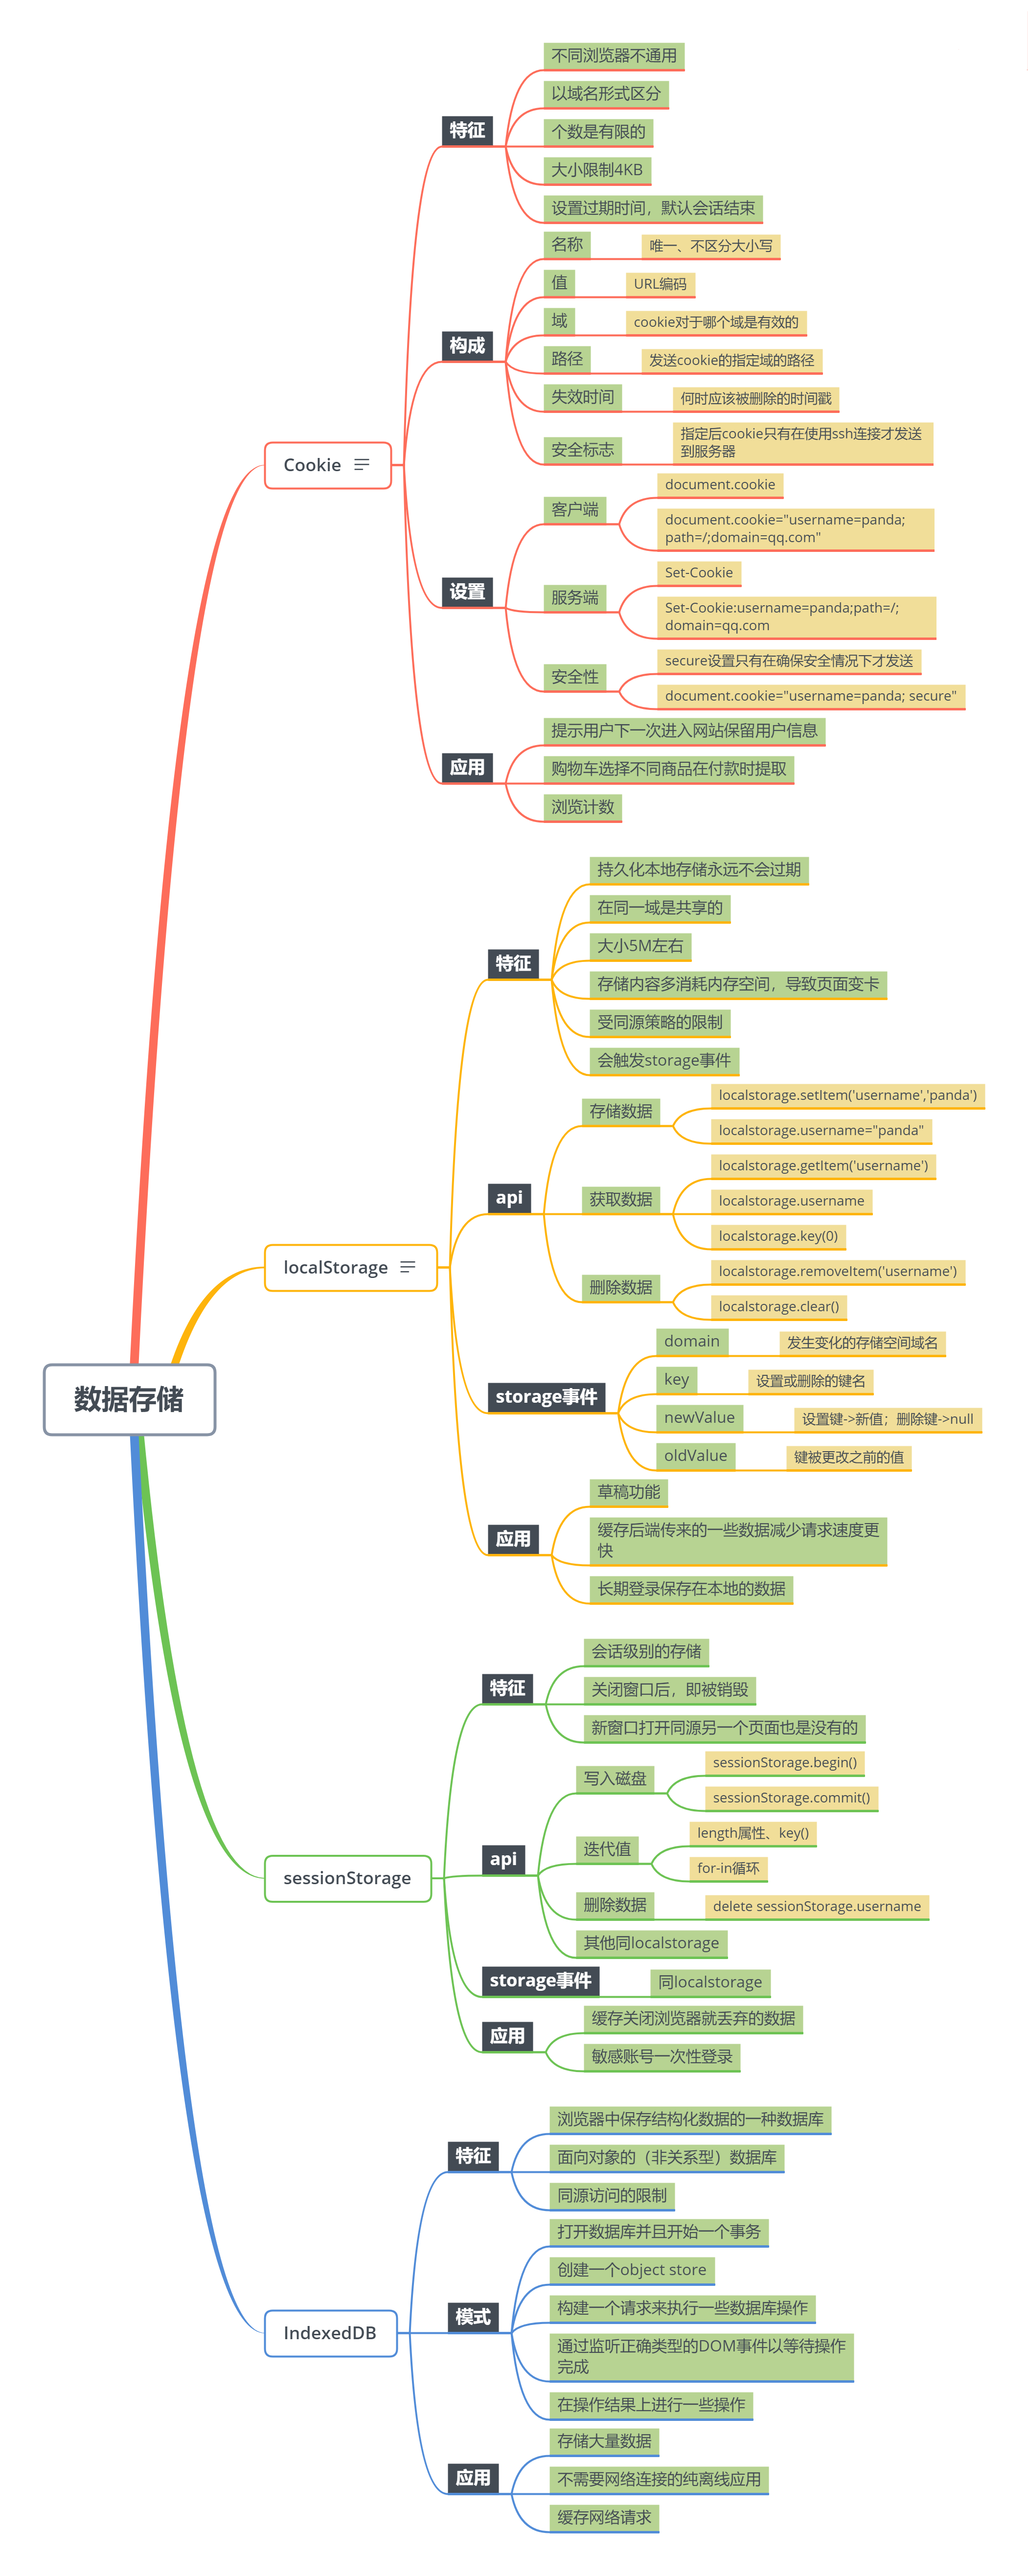 数据存储
Cookie
特征
不同浏览器不通用
以域名形式区分
个数是有限的
大小限制4KB
设置过期时间，默认会话结束
构成
名称
唯一、不区分大小写
值
URL编码
域
cookie对于哪个域是有效的
路径
发送cookie的指定域的路径
失效时间
何时应该被删除的时间戳
安全标志
指定后cookie只有在使用ssh连接才发送
到服务器
设置
客户端
document.cookie
document.cookie="username=panda;
path=/;domain=qq.com"
服务端
Set-Cookie
Set-Cookie:username=panda;path=/;
domain=qq.com
安全性
secure设置只有在确保安全情况下才发送
document.cookie="username=panda; secure"
应用
提示用户下一次进入网站保留用户信息
购物车选择不同商品在付款时提取
浏览计数
localStorage
特征
持久化本地存储永远不会过期
在同一域是共享的
大小5M左右
存储内容多消耗内存空间，导致页面变卡
受同源策略的限制
会触发storage事件
api
存储数据
localstorage.setItem('username','panda')
localstorage.username="panda"
获取数据
localstorage.getItem('username')
localstorage.username
localstorage.key(0)
删除数据
localstorage.removeItem('username')
localstorage.clear()
storage事件
domain
发生变化的存储空间域名
key
设置或删除的键名
newValue
设置键->新值；删除键->null
oldValue
键被更改之前的值
应用
草稿功能
缓存后端传来的一些数据减少请求速度更
快
长期登录保存在本地的数据
sessionStorage
特征
会话级别的存储
关闭窗口后，即被销毁
新窗口打开同源另一个页面也是没有的
api
写入磁盘
sessionStorage.begin()
sessionStorage.commit()
迭代值
length属性、key()
for-in循环
删除数据
delete sessionStorage.username
其他同localstorage
storage事件
同localstorage
应用
缓存关闭浏览器就丢弃的数据
敏感账号一次性登录
IndexedDB
特征
浏览器中保存结构化数据的一种数据库
面向对象的（非关系型）数据库
同源访问的限制
模式
打开数据库并且开始一个事务
创建一个object store
构建一个请求来执行一些数据库操作
通过监听正确类型的DOM事件以等待操作
完成
在操作结果上进行一些操作
应用
存储大量数据
不需要网络连接的纯离线应用
缓存网络请求